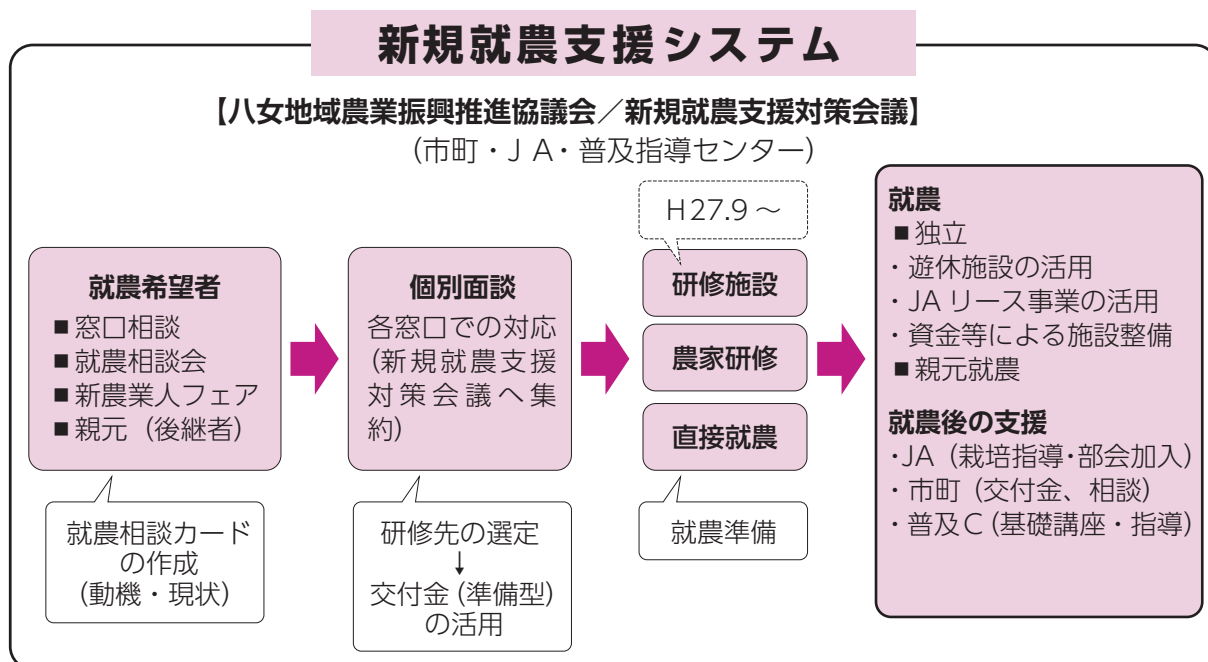 新規就農支援システム
【八女地域農業振興推進協議会／新規就農支援対策会議】
（市町・JA・普及指導センター）
就農希望者
■窓口相談
■就農相談会
■新農業人フェア
■親元（後継者）
就農相談カード
の作成
（動機・現状）
個別面談
各窓口での対応
（新規就農支援
対策会議へ集
約）
研修先の選定
↓
交付金（準備型）
の活用
H27.9～
研修施設
農家研修
直接就農
就農準備
就農
■独立
・遊休施設の活用
・JAリース事業の活用
・資金等による施設整備
■親元就農
就農後の支援
・JA（栽培指導・部会加入）
・市町（交付金、相談）
・普及C（基礎講座・指導）